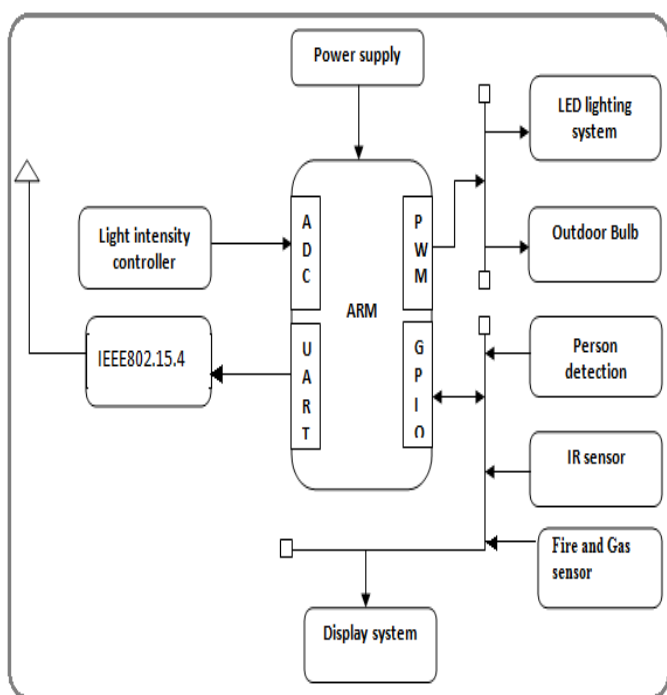 Power supply
LED lighting
system
Light intensity
controller
A
D
C
P
W
M
Outdoor Bulb
ARM
IEEE802.15.4
U
A
R
T
G
P
I
O
Person
detection
IR sensor
Fire and Gas
sensor
Display system